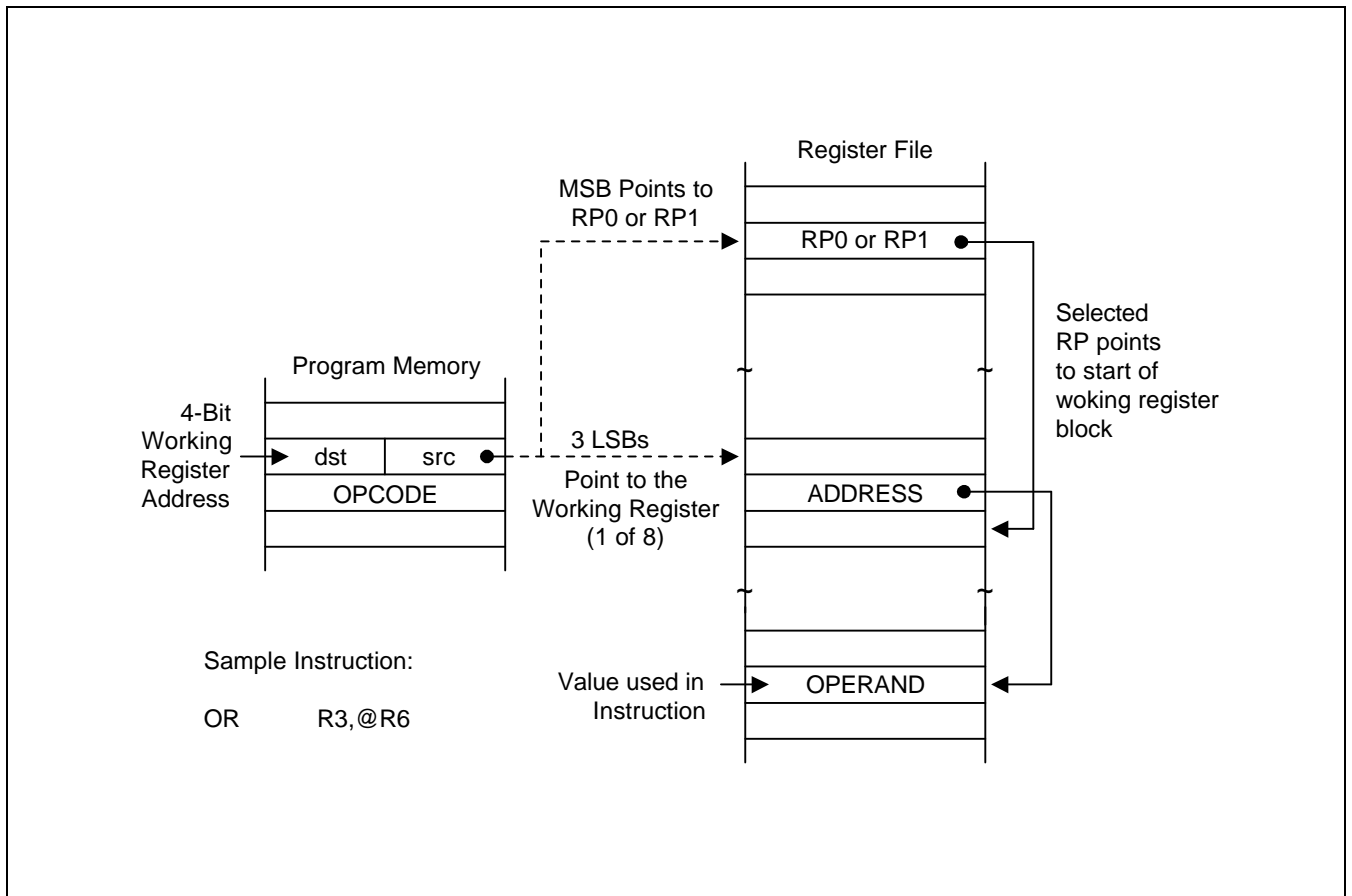 Register File
MSB Points to
RP0 or RP1
RP0 or RP1
Selected
RP points
to start of
woking register
block
Program Memory
4-Bit
Working
Register
Address
dst
src
OPCODE
3 LSBs
Point to the
Working Register
(1 of 8)
ADDRESS
Sample Instruction:
OR R3,@R6
Value used in
Instruction
OPERAND